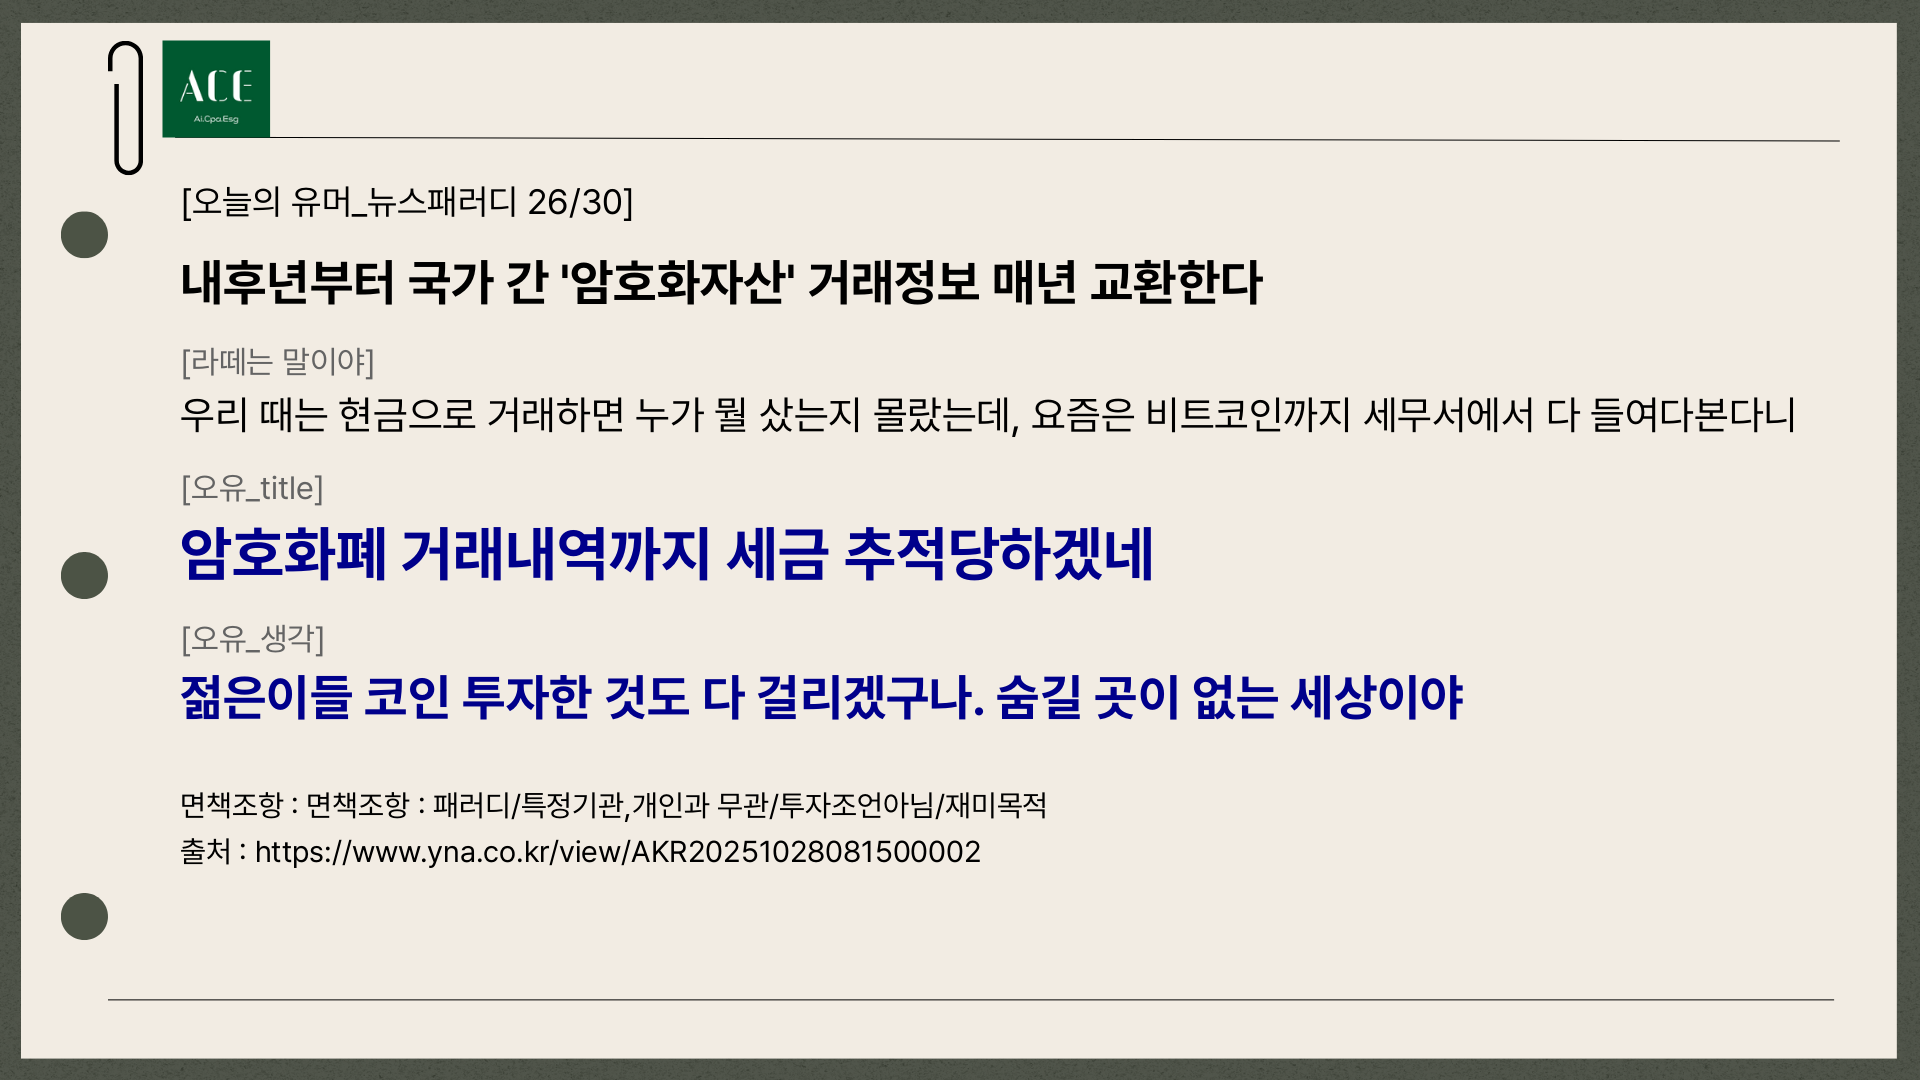 ACE
Ai.Cpa.Esg
[오늘의 유머_뉴스패러디 26/30]
내후년부터 국가 간 '암호화자산' 거래정보 매년 교환한다
[라떼는 말이야]
우리 때는 현금으로 거래하면 누가 뭘 샀는지 몰랐는데, 요즘은 비트코인까지 세무서에서 다 들여다본다니
[오유_title]
암호화폐 거래내역까지 세금 추적당하겠네
[오유_생각]
젊은이들 코인 투자한 것도 다 걸리겠구나. 숨길 곳이 없는 세상이야
면책조항 : 면책조항 : 패러디/특정기관,개인과 무관/투자조언아님/재미목적
출처 : https://www.yna.co.kr/view/AKR20251028081500002